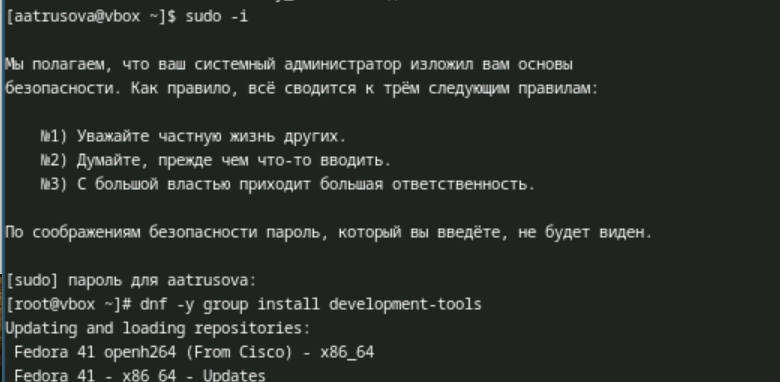 [aatrusova@vbox ~]$ sudo -i
Мы полагаем, что ваш системный администратор изложил вам основы
безопасности. Как правило, всё сводится к трём следующим правилам:
№1) Уважайте частную жизнь других.
№2) Думайте, прежде чем что-то вводить.
№3) С большой властью приходит большая ответственность.
По соображениям безопасности пароль, который вы введёте, не будет виден.
[sudo] пароль для aatrusova:
[root@vbox ~]# dnf -y group install development-tools
Updating and loading repositories:
Fedora 41 openh264 (From Cisco) - x86_64
Fedora 41 - x86_64 - Updates